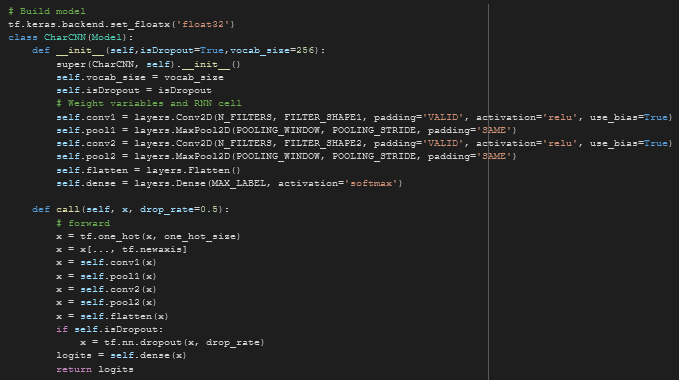 # Build model
tf.keras.backend.set_floatx('float32')
class CharCNN(Model):
    def __init__(self,isDropout=True,vocab_size=256):
        super(CharCNN, self).__init__()
        self.vocab_size = vocab_size
        self.isDropout = isDropout
        # Weight variables and RNN cell
        self.conv1 = layers.Conv2D(N_FILTERS, FILTER_SHAPE1, padding='VALID', activation='relu', use_bias=True)
        self.pool1 = layers.MaxPool2D(POOLING_WINDOW, POOLING_STRIDE, padding='SAME')
        self.conv2 = layers.Conv2D(N_FILTERS, FILTER_SHAPE2, padding='VALID', activation='relu', use_bias=True)
        self.pool2 = layers.MaxPool2D(POOLING_WINDOW, POOLING_STRIDE, padding='SAME')
        self.flatten = layers.Flatten()
        self.dense = layers.Dense(MAX_LABEL, activation='softmax')

    def call(self, x, drop_rate=0.5):
        # forward
        x = tf.one_hot(x, one_hot_size)
        x = x[..., tf.newaxis]
        x = self.conv1(x)
        x = self.pool1(x)
        x = self.conv2(x)
        x = self.pool2(x)
        x = self.flatten(x)
        if self.isDropout:
            x = tf.nn.dropout(x, drop_rate)
        logits = self.dense(x)
        return logits